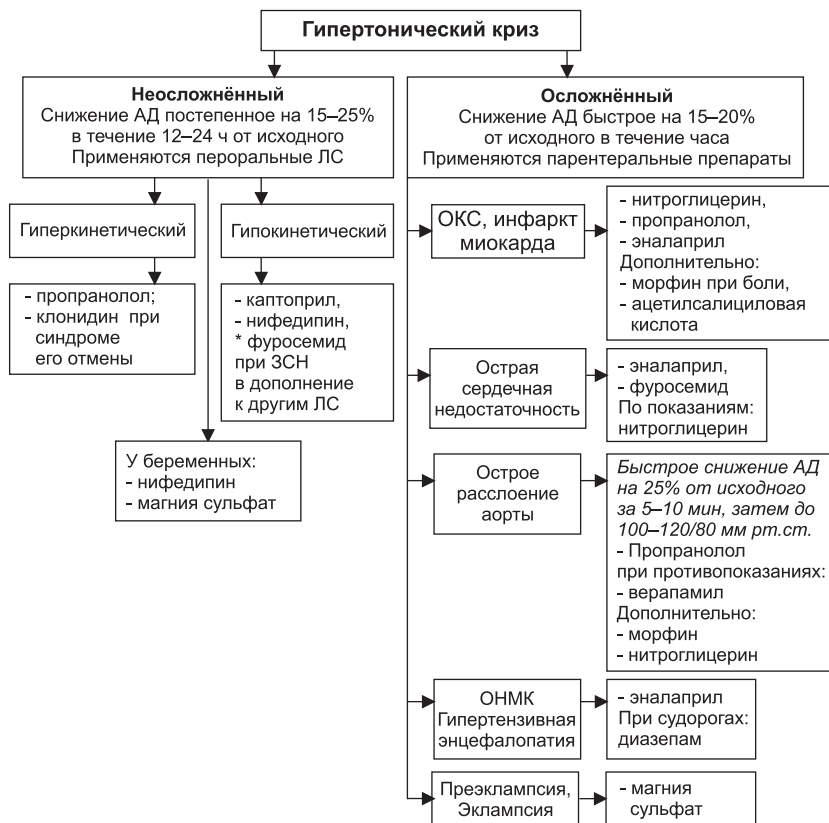 Гипертонический криз
Неосложнённый
Снижение АД постепенное на 15–25%
в течение 12–24 ч от исходного
Применяются пероральные ЛС
Осложнённый
Снижение АД быстрое на 15–20%
от исходного в течение часа
Применяются парентеральные препараты
Гиперкинетический
Гипокинетический
- пропранолол;
- клонидин при
синдроме
его отмены
- каптоприл,
- нифедипин,
* фуросемид
при ЗСН
в дополнение
к другим ЛС
У беременных:
- нифедипин
- магния сульфат
ОКС, инфаркт
миокарда
- нитроглицерин,
- пропранолол,
- эналаприл
Дополнительно:
- морфин при боли,
- ацетилсалициловая
кислота
Острая
сердечная
недостаточность
- эналаприл,
- фуросемид
По показаниям:
нитроглицерин
Острое
расслоение
аорты
Быстрое снижение АД
на 25% от исходного
за 5–10 мин, затем до
100–120/80 мм рт.ст.
- Пропранолол
при противопоказаниях:
- верапамил
Дополнительно:
- морфин
- нитроглицерин
ОНМК
Гипертензивная
энцефалопатия
- эналаприл
При судорогах:
диазепам
Преэклампсия,
Эклампсия
- магния
сульфат